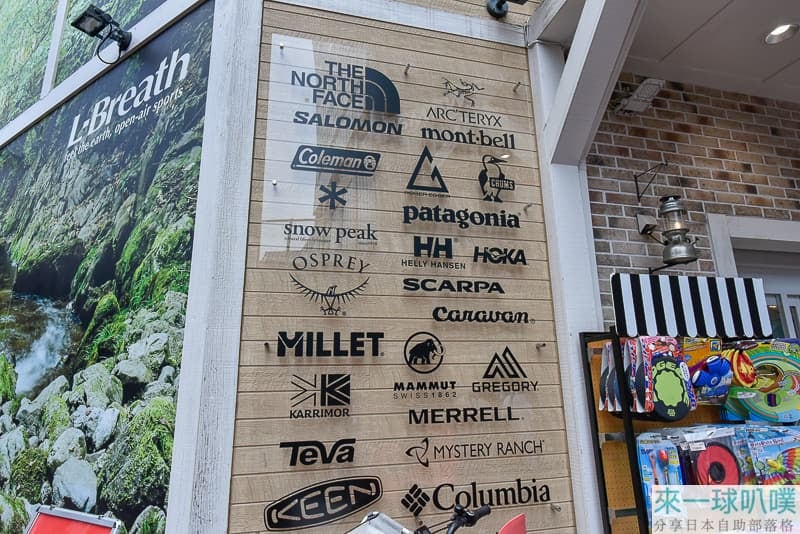 L-Breath
feel the earth, open-air sports
THE
NORTH
FACE
SALOMON
ARC'TERYX
mont-bell
Coleman
CHUMS
snow peak
patagonia
HH
HELLY HANSEN
HOKA
OSPREY
SCARPA
Caravan
MILLET
MAMMUT
SWISS 1862
GREGORY
KARRIMOR
MERRELL
Teva
MYSTERY RANCH
KEEN
Columbia
來一球叭噗
分享日本自助部落格